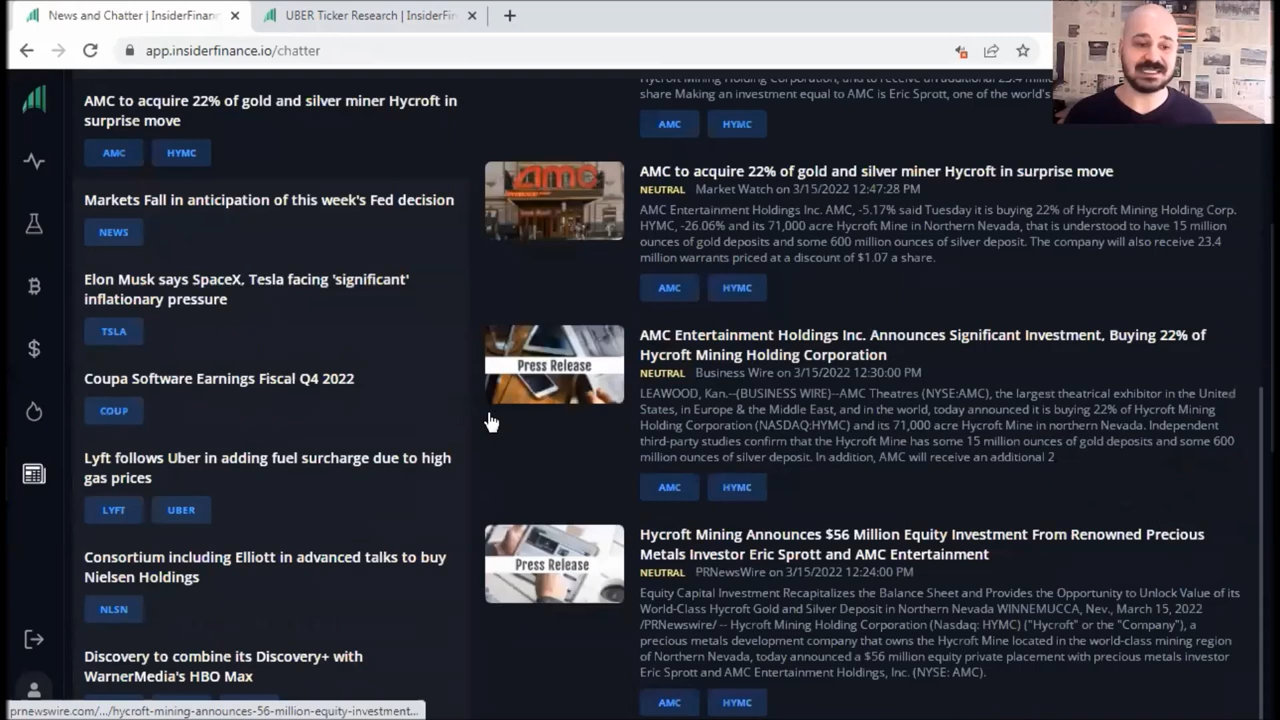 News and Chatter | InsiderFinanc
UBER Ticker Research | InsiderFin
app.insiderfinance.io/chatter
AMC to acquire 22% of gold and silver miner Hycroft in
surprise move
AMC HYMC
Markets Fall in anticipation of this week's Fed decision
NEWS
Elon Musk says SpaceX, Tesla facing 'significant'
inflationary pressure
TSLA
Coupa Software Earnings Fiscal Q4 2022
COUP
Lyft follows Uber in adding fuel surcharge due to high
gas prices
LYFT UBER
Consortium including Elliott in advanced talks to buy
Nielsen Holdings
NLSN
Discovery to combine its Discovery+ with
WarnerMedia's HBO Max
prnewswire.com/.../hycroft-mining-announces-56-million-equity-investment...
Hycroft Mining Holding Corporation, and to receive an additional 23.4
share Making an investment equal to AMC is Eric Sprott, one of the world's
AMC HYMC
amc
AMC to acquire 22% of gold and silver miner Hycroft in surprise move
NEUTRAL Market Watch on 3/15/2022 12:47:28 PM
AMC Entertainment Holdings Inc. AMC, -5.17% said Tuesday it is buying 22% of Hycroft Mining Holding Corp.
HYMC, -26.06% and its 71,000 acre Hycroft Mine in Northern Nevada, that is understood to have 15 million
ounces of gold deposits and some 600 million ounces of silver deposit. The company will also receive 23.4
million warrants priced at a discount of $1.07 a share.
AMC HYMC
Press Release
AMC Entertainment Holdings Inc. Announces Significant Investment, Buying 22% of
Hycroft Mining Holding Corporation
NEUTRAL Business Wire on 3/15/2022 12:30:00 PM
LEAWOOD, Kan.--(BUSINESS WIRE)--AMC Theatres (NYSE:AMC), the largest theatrical exhibitor in the United
States, in Europe & the Middle East, and in the world, today announced it is buying 22% of Hycroft Mining
Holding Corporation (NASDAQ:HYMC) and its 71,000 acre Hycroft Mine in northern Nevada. Independent
third-party studies confirm that the Hycroft Mine has some 15 million ounces of gold deposits and some 600
million ounces of silver deposit. In addition, AMC will receive an additional 2
AMC HYMC
Press Release
Hycroft Mining Announces $56 Million Equity Investment From Renowned Precious
Metals Investor Eric Sprott and AMC Entertainment
NEUTRAL PRNewsWire on 3/15/2022 12:24:00 PM
Equity Capital Investment Recapitalizes the Balance Sheet and Provides the Opportunity to Unlock Value of its
World-Class Hycroft Gold and Silver Deposit in Northern Nevada WINNEMUCCA, Nev., March 15, 2022
/PRNewswire/ -- Hycroft Mining Holding Corporation (Nasdaq: HYMC) ("Hycroft" or the "Company"), a
precious metals development company that owns the Hycroft Mine located in the world-class mining region
of Northern Nevada, today announced a $56 million equity private placement with precious metals investor
Eric Sprott and AMC Entertainment Holdings, Inc. (NYSE: AMC).
AMC HYMC